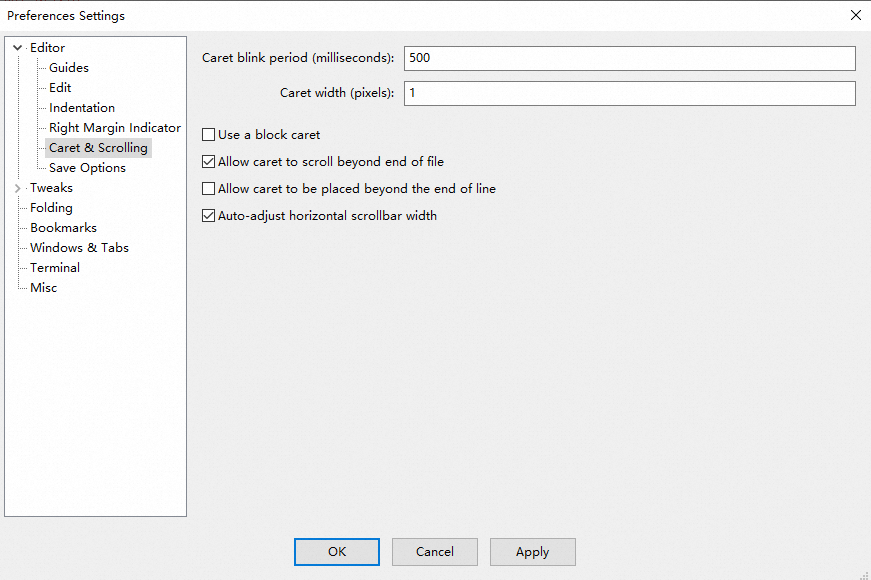 Preferences Settings
Editor
Guides
Edit
Indentation
Right Margin Indicator
Caret & Scrolling
Save Options
Tweaks
Folding
Bookmarks
Windows & Tabs
Terminal
Misc
Caret blink period (milliseconds): 500
Caret width (pixels): 1
Use a block caret
Allow caret to scroll beyond end of file
Allow caret to be placed beyond the end of line
Auto-adjust horizontal scrollbar width
OK Cancel Apply